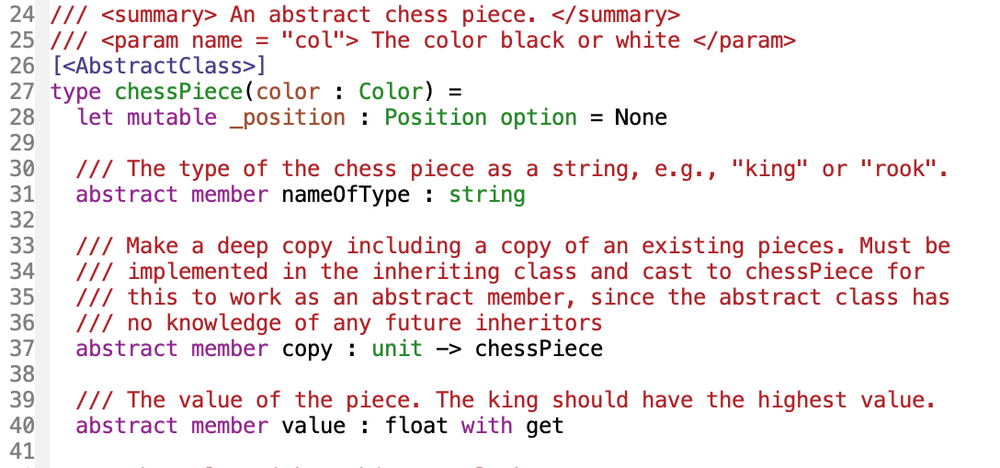 24 /// <summary> An abstract chess piece. </summary>
25 /// <param name = "col"> The color black or white </param>
26 [<AbstractClass>]
27 type chessPiece(color : Color) =
28   let mutable _position : Position option = None
29
30   /// The type of the chess piece as a string, e.g., "king" or "rook".
31   abstract member nameOfType : string
32
33   /// Make a deep copy including a copy of an existing pieces. Must be
34   /// implemented in the inheriting class and cast to chessPiece for
35   /// this to work as an abstract member, since the abstract class has
36   /// no knowledge of any future inheritors
37   abstract member copy : unit -> chessPiece
38
39   /// The value of the piece. The king should have the highest value.
40   abstract member value : float with get
41